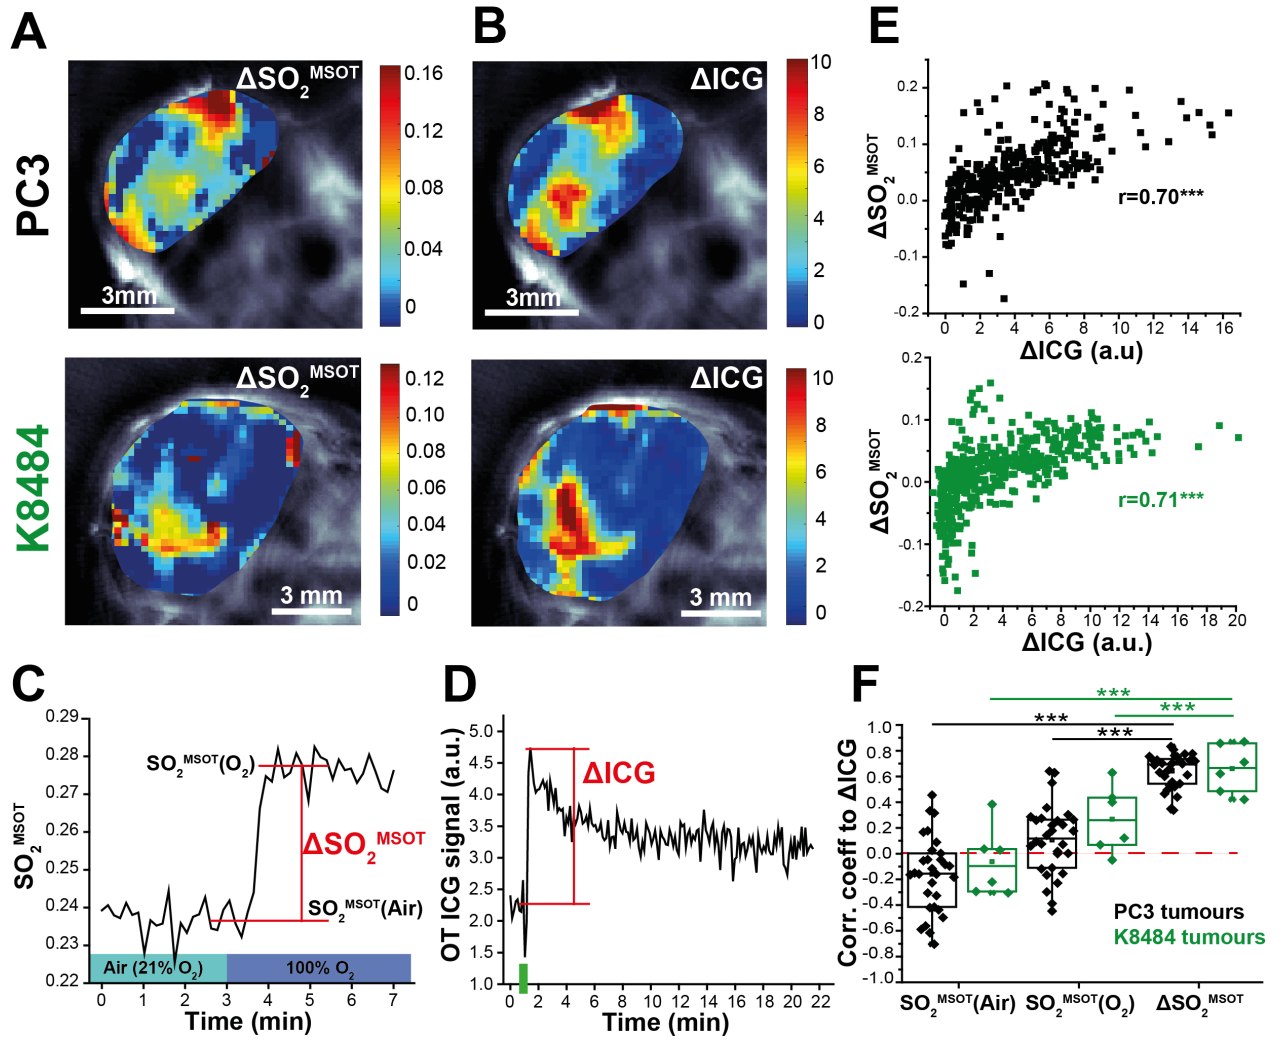 A
B
E
PC3
ΔSO2MSOT
3mm
0.16
0.12
0.08
0.04
0
ΔICG
3mm
10
8
6
4
2
0
ΔSO2MSOT
0.2
0.1
0.0
-0.1
-0.2
r=0.70***
0 2 4 6 8 10 12 14 16
ΔICG (a.u)
K8484
ΔSO2MSOT
3 mm
0.12
0.10
0.08
0.06
0.04
0.02
0
ΔICG
3 mm
10
8
6
4
2
0
ΔSO2MSOT
0.2
0.1
0.0
-0.1
-0.2
r=0.71***
0 2 4 6 8 10 12 14 16 18 20
ΔICG (a.u.)
C
SO2MSOT
0.29
0.28
0.27
0.26
0.25
0.24
0.23
0.22
SO2MSOT(O2)
ΔSO2MSOT
SO2MSOT(Air)
Air (21% O2)
100% O2
0 1 2 3 4 5 6 7
Time (min)
D
OT ICG signal (a.u.)
5.0
4.5
4.0
3.5
3.0
2.5
2.0
1.5
1.0
ΔICG
0 2 4 6 8 10 12 14 16 18 20 22
Time (min)
F
Corr. coeff to ΔICG
1.0
0.8
0.6
0.4
0.2
0.0
-0.2
-0.4
-0.6
-0.8
-1.0
***
***
***
***
PC3 tumours
K8484 tumours
SO2MSOT(Air) SO2MSOT(O2) ΔSO2MSOT